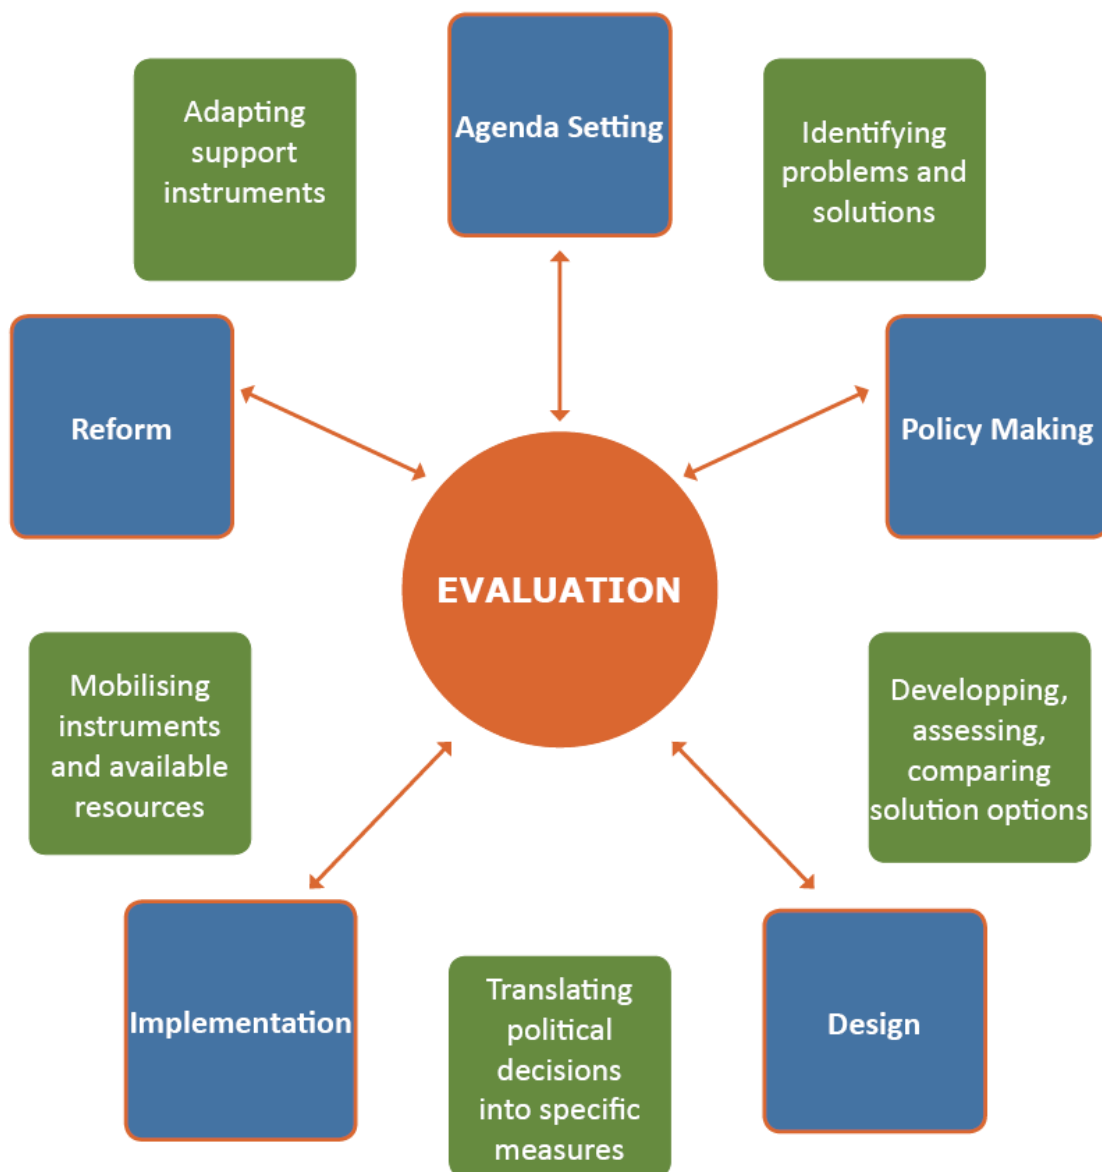 Agenda Setting
Adapting
support
instruments
Identifying
problems and
solutions
Reform
Policy Making
EVALUATION
Mobilising
instruments
and available
resources
Developping,
assessing,
comparing
solution options
Implementation
Translating
political
decisions
into specific
measures
Design